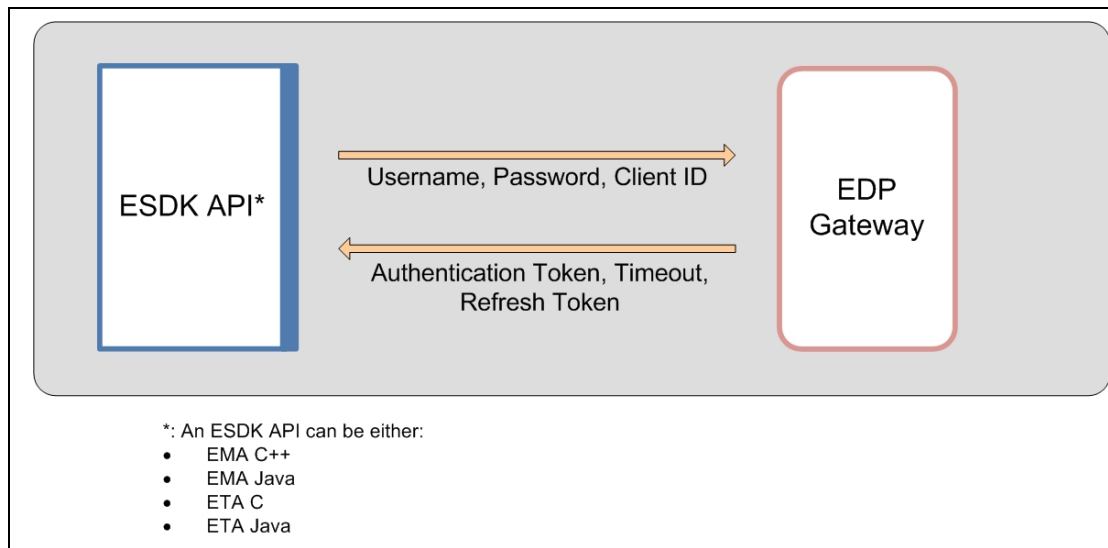 ESDK API*
Username, Password, Client ID
EDP
Gateway
Authentication Token, Timeout,
Refresh Token
*: An ESDK API can be either:
• EMA C++
• EMA Java
• ETA C
• ETA Java